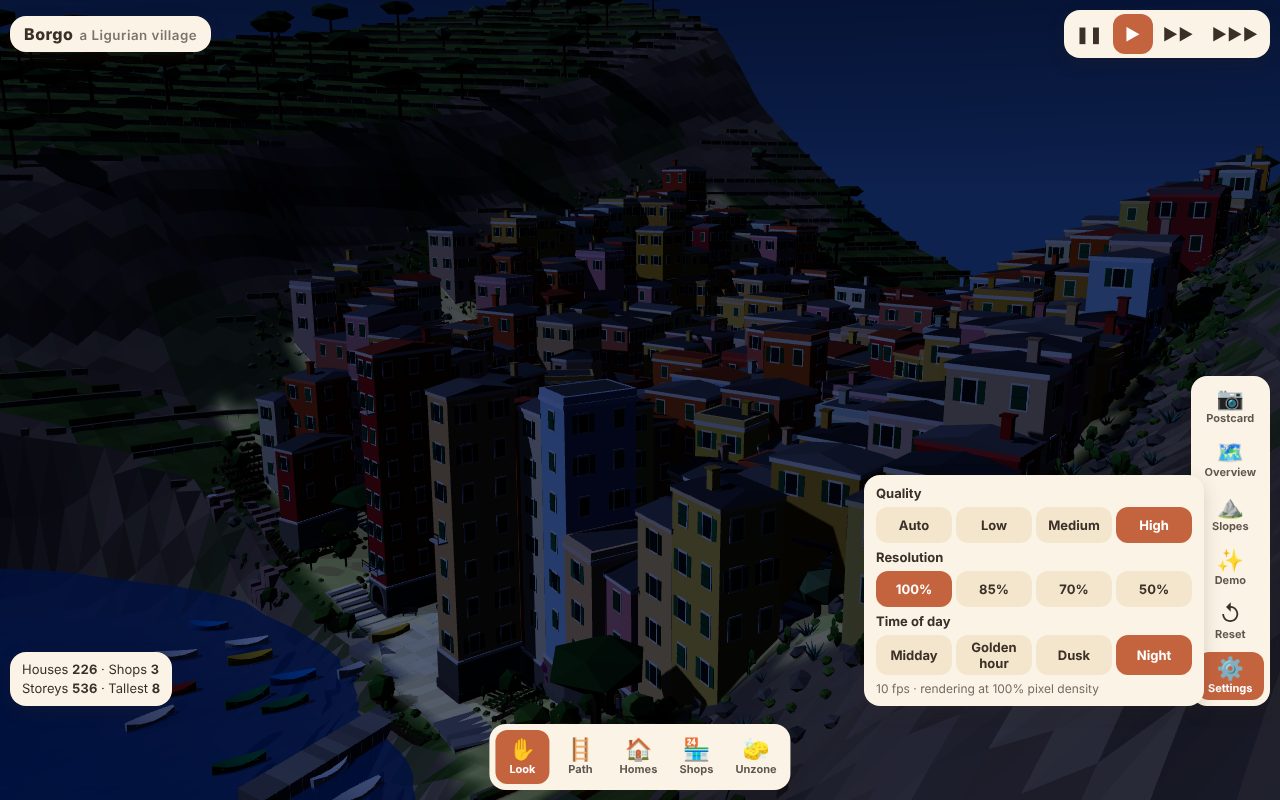 Borgo a Ligurian village
Postcard
Overview
Slopes
Demo
Reset
Settings
Quality
Auto Low Medium High
Resolution
100% 85% 70% 50%
Time of day
Midday Golden hour Dusk Night
10 fps · rendering at 100% pixel density
Houses 226 · Shops 3
Storeys 536 · Tallest 8
Look Path Homes Shops Unzone
24